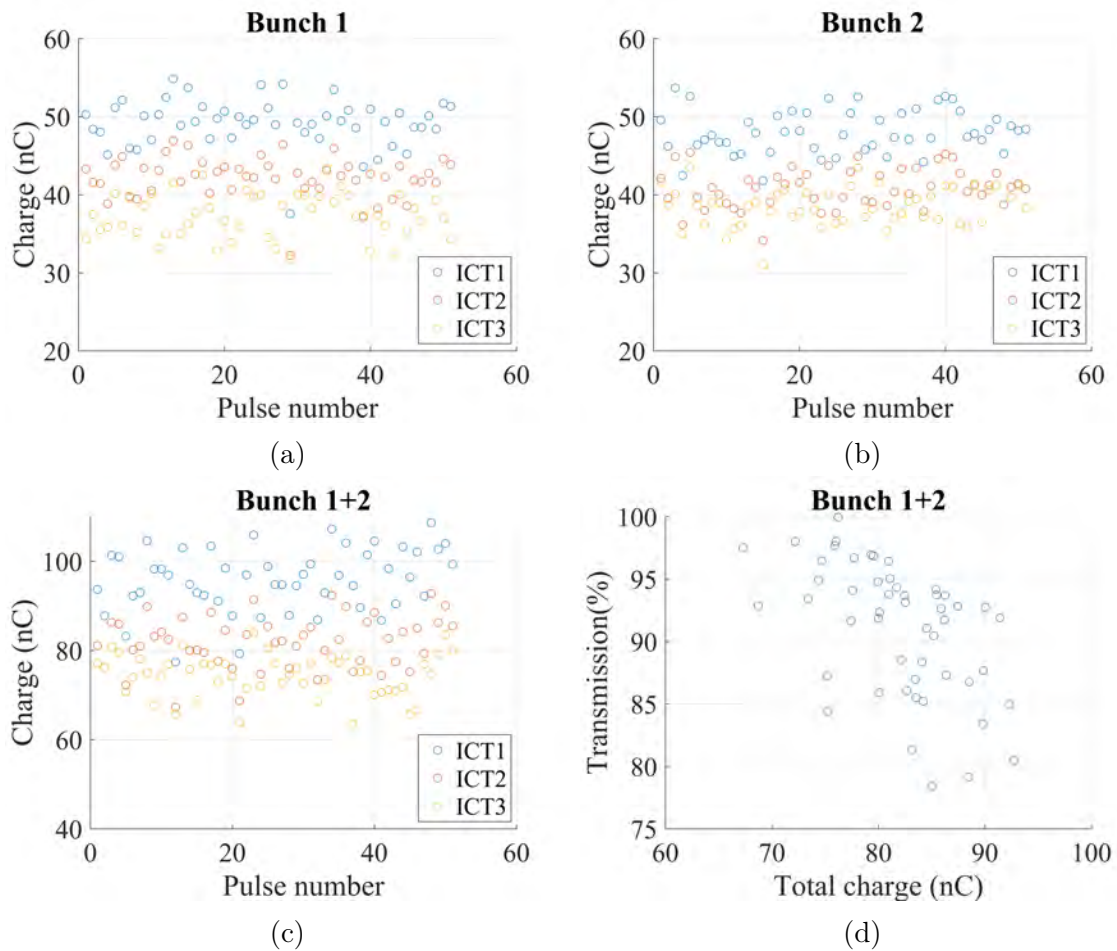 Bunch 1
Charge (nC)
60
50
40
30
20
0
20
40
60
Pulse number
ICT1
ICT2
ICT3
(a)
Bunch 2
Charge (nC)
60
50
40
30
20
0
20
40
60
Pulse number
ICT1
ICT2
ICT3
(b)
Bunch 1+2
Charge (nC)
100
80
60
40
0
20
40
60
Pulse number
ICT1
ICT2
ICT3
(c)
Bunch 1+2
Transmission(%)
100
95
90
85
80
75
60
70
80
90
100
Total charge (nC)
(d)